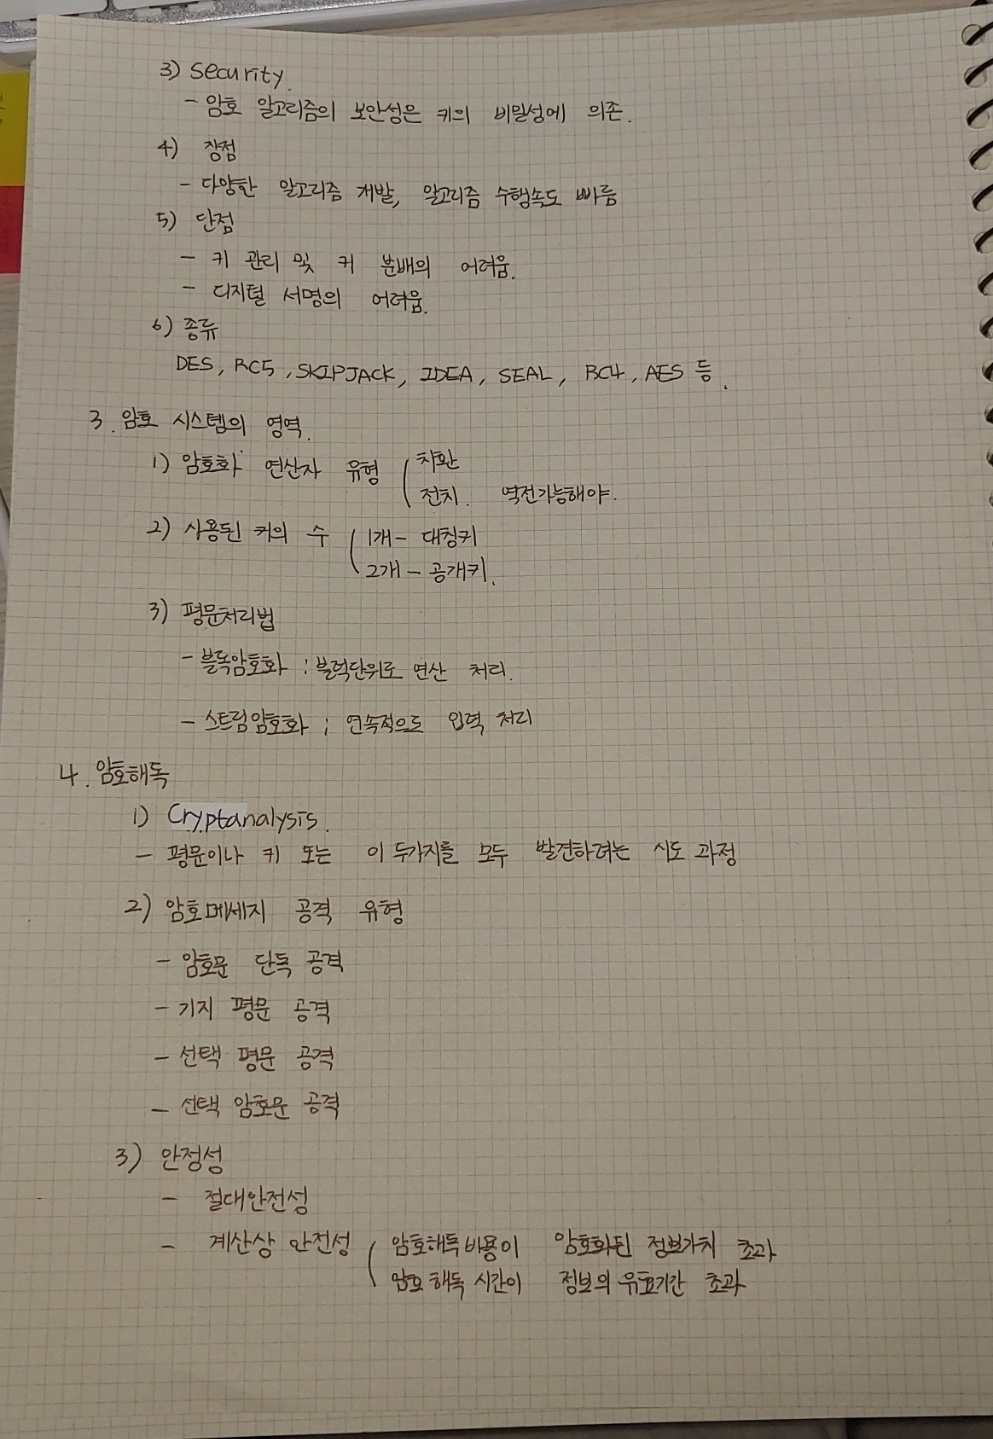 3) Security.
- 암호 알고리즘의 보안성은 키의 비밀성에 의존.
4) 장점
- 다양한 알고리즘 개발, 알고리즘 수행속도 빠름
5) 단점
- 키 관리 및 키 분배의 어려움.
- 디지털 서명의 어려움.
6) 종류
DES, RC5, SKIPJACK, IDEA, SEAL, RC4, AES 등.
3. 암호 시스템의 영역.
1) 암호화 연산자 유형 ( 치환
전치. 역전가능해야.
2) 사용된 키의 수 ( 1개 - 대칭키
2개 - 공개키.
3) 평문처리법
- 블록암호화 : 블럭단위로 연산 처리.
- 스트림암호화 ; 연속적으로 입력 처리
4. 암호해독
1) Cryptanalysis.
- 평문이나 키 또는 이 두가지를 모두 발견하려는 시도 과정
2) 암호메세지 공격 유형
- 암호문 단독 공격
- 기지 평문 공격
- 선택 평문 공격
- 선택 암호문 공격
3) 안정성
- 절대안전성
- 계산상 안전성 ( 암호해독비용이 암호화된 정보가치 초과
암호 해독 시간이 정보의 유효기간 초과